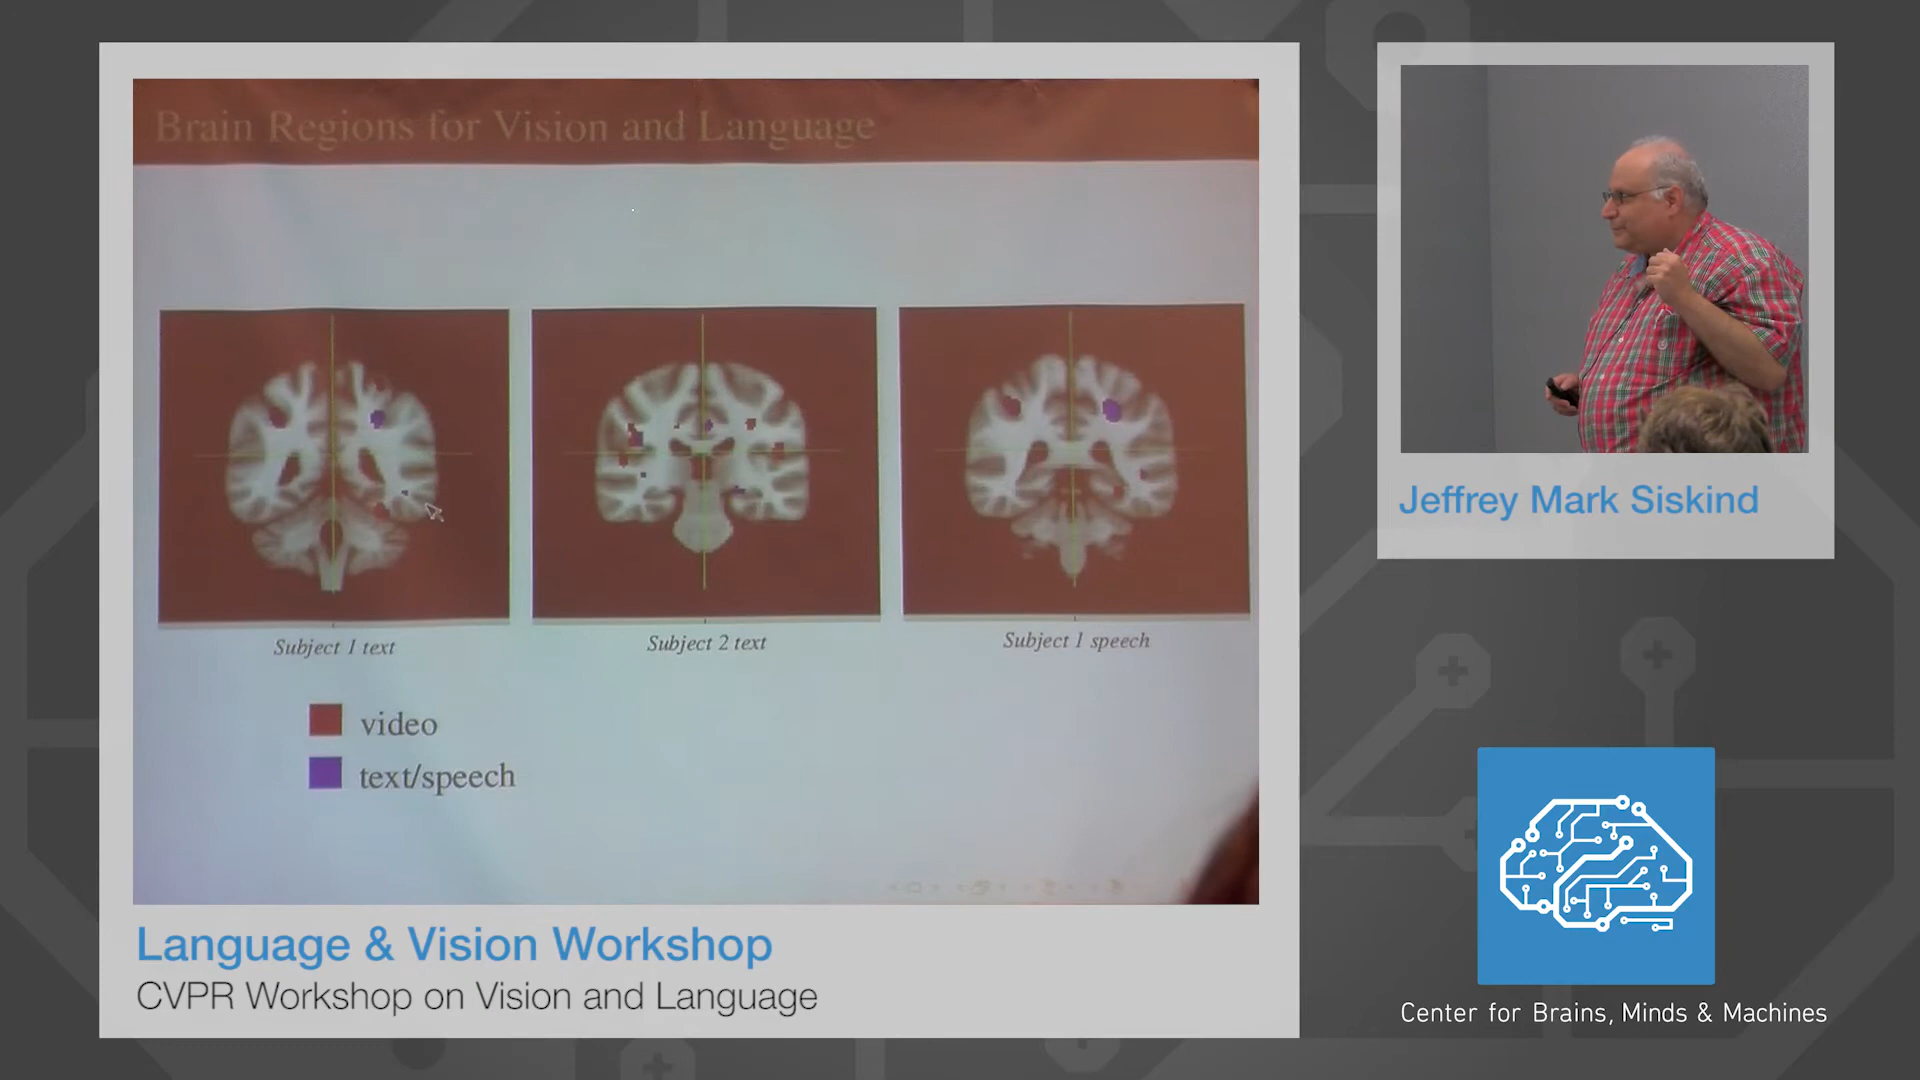 Brain Regions for Vision and Language
Subject 1 text
Subject 2 text
Subject 1 speech
video
text/speech
Language & Vision Workshop
CVPR Workshop on Vision and Language
Jeffrey Mark Siskind
Center for Brains, Minds & Machines